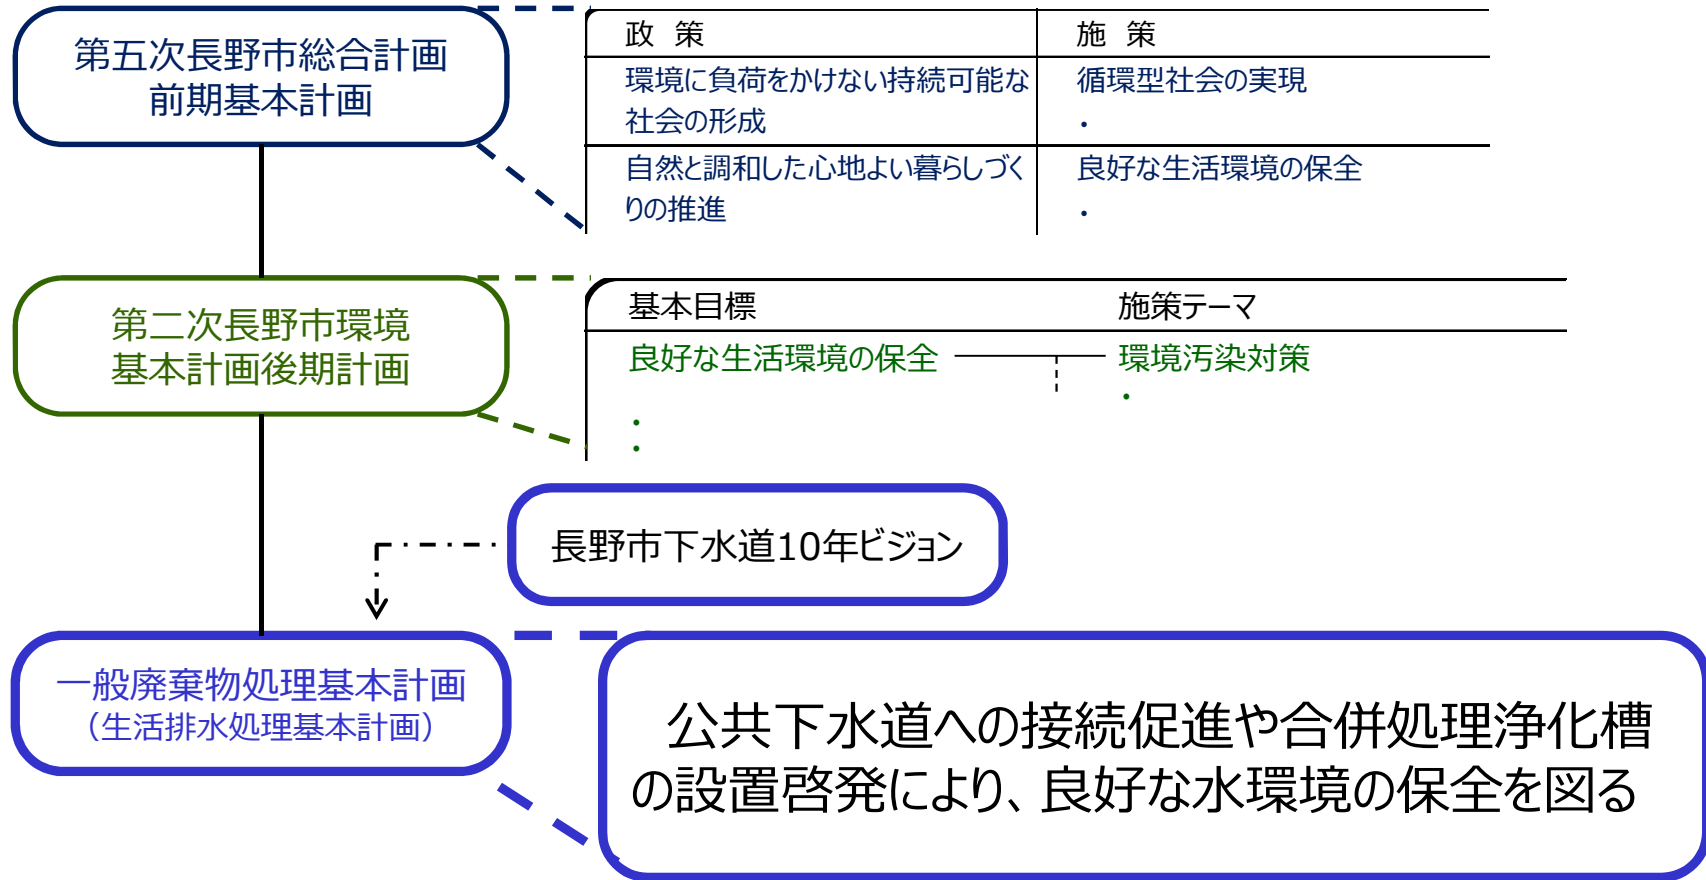 第五次長野市総合計画
前期基本計画
政 策
施 策
環境に負荷をかけない持続可能な
社会の形成
循環型社会の実現
・
自然と調和した心地よい暮らしづく
りの推進
良好な生活環境の保全
・
第二次長野市環境
基本計画後期計画
基本目標
施策テーマ
良好な生活環境の保全
環境汚染対策
・
・
・
長野市下水道10年ビジョン
一般廃棄物処理基本計画
（生活排水処理基本計画）
公共下水道への接続促進や合併処理浄化槽
の設置啓発により、良好な水環境の保全を図る